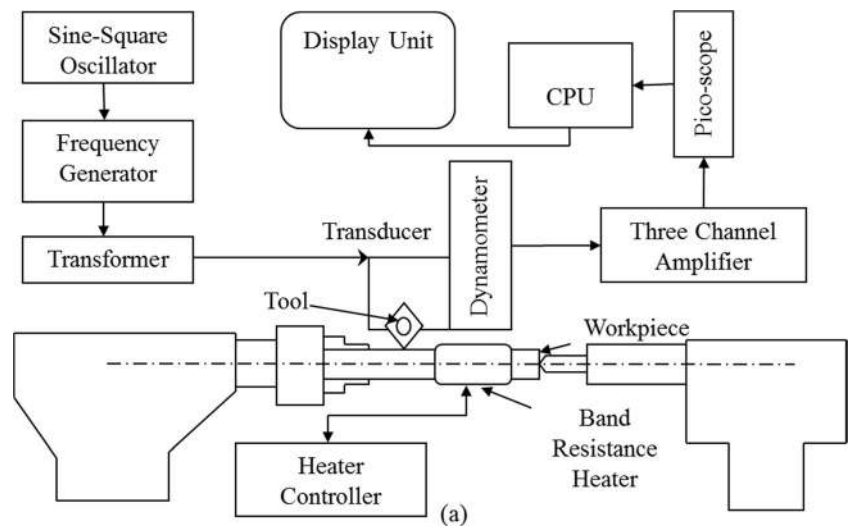 Sine-Square
Oscillator
Display Unit
CPU
Pico-scope
Frequency
Generator
Transformer
Transducer
Dynamometer
Three Channel
Amplifier
Tool
Workpiece
Band
Resistance
Heater
Heater
Controller
(a)